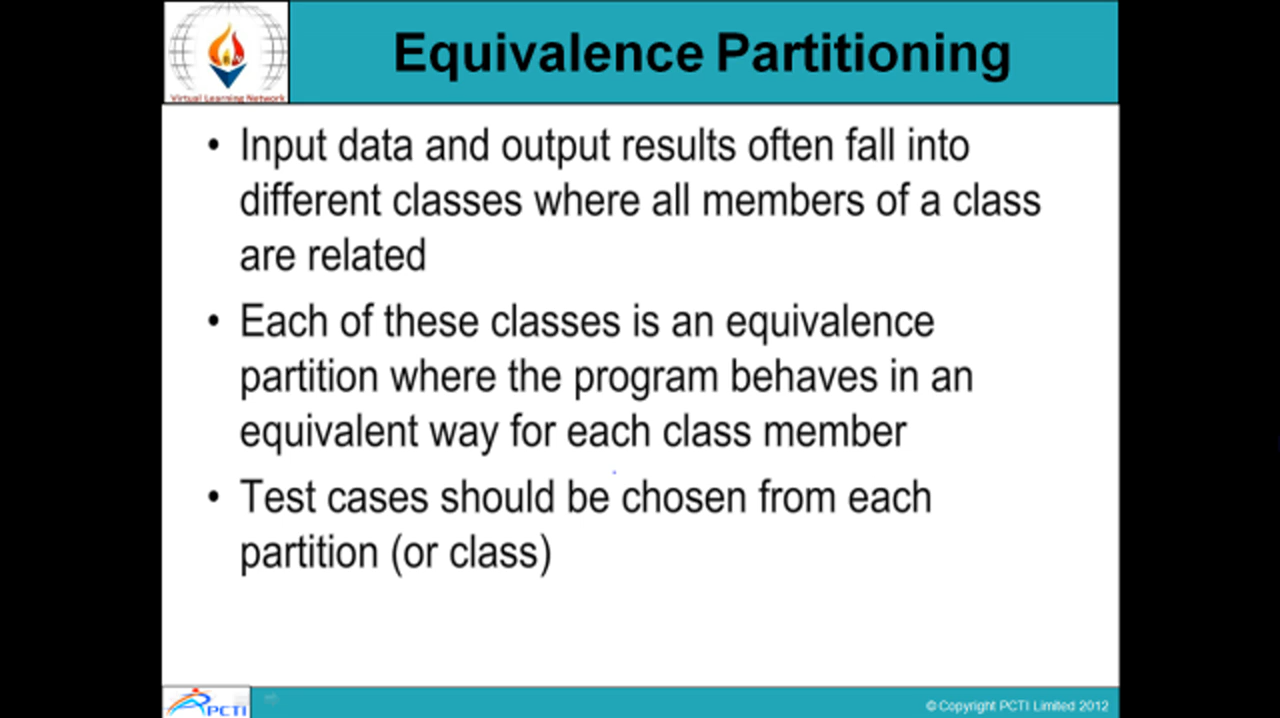 Equivalence Partitioning
Virtual Learning Network
• Input data and output results often fall into
different classes where all members of a class
are related
• Each of these classes is an equivalence
partition where the program behaves in an
equivalent way for each class member
• Test cases should be chosen from each
partition (or class)
PCTI
© Copyright PCTI Limited 2012